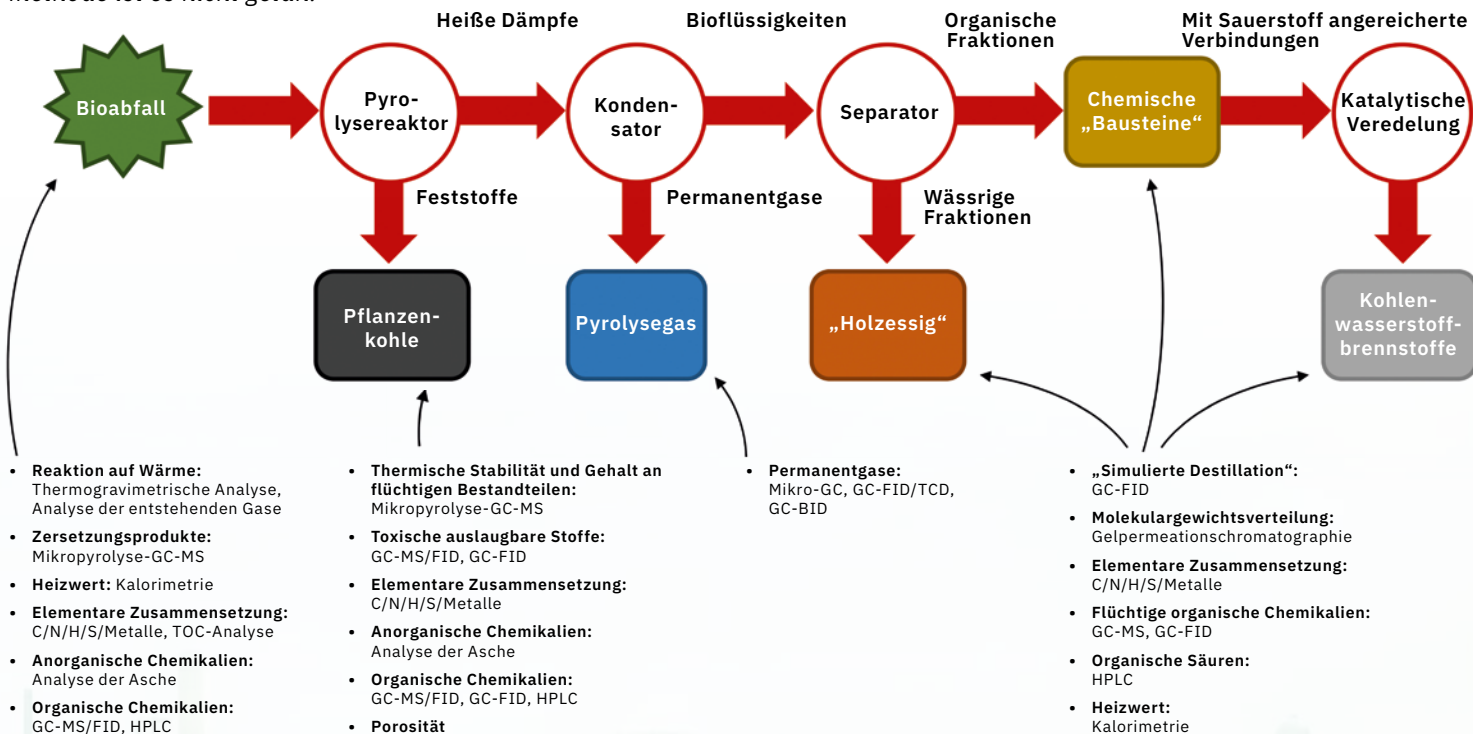 Heiße Dämpfe
Bioflüssigkeiten
Organische
Fraktionen
Mit Sauerstoff angereicherte
Verbindungen
Bioabfall
Pyro-
lysereaktor
Konden-
sator
Separator
Chemische
„Bausteine“
Katalytische
Veredelung
Feststoffe
Permanentgase
Wässrige
Fraktionen
Pflanzen-
kohle
Pyrolysegas
„Holzessig“
Kohlen-
wasserstoff-
brennstoffe
• Reaktion auf Wärme:
Thermogravimetrische Analyse,
Analyse der entstehenden Gase
• Zersetzungsprodukte:
Mikropyrolyse-GC-MS
• Heizwert: Kalorimetrie
• Elementare Zusammensetzung:
C/N/H/S/Metalle, TOC-Analyse
• Anorganische Chemikalien:
Analyse der Asche
• Organische Chemikalien:
GC-MS/FID, HPLC
• Thermische Stabilität und Gehalt an
flüchtigen Bestandteilen:
Mikropyrolyse-GC-MS
• Toxische auslaugbare Stoffe:
GC-MS/FID, GC-FID
• Elementare Zusammensetzung:
C/N/H/S/Metalle
• Anorganische Chemikalien:
Analyse der Asche
• Organische Chemikalien:
GC-MS/FID, GC-FID, HPLC
• Porosität
• Permanentgase:
Mikro-GC, GC-FID/TCD,
GC-BID
• „Simulierte Destillation“:
GC-FID
• Molekulargewichtsverteilung:
Gelpermeationschromatographie
• Elementare Zusammensetzung:
C/N/H/S/Metalle
• Flüchtige organische Chemikalien:
GC-MS, GC-FID
• Organische Säuren:
HPLC
• Heizwert:
Kalorimetrie